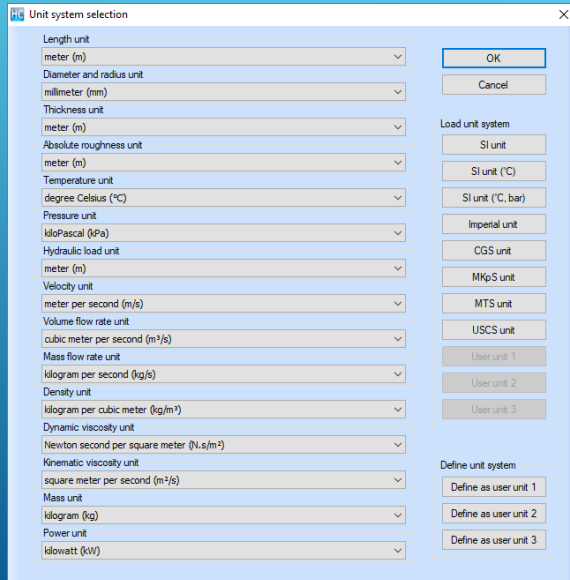 HC Unit system selection
Length unit
meter (m)
Diameter and radius unit
millimeter (mm)
Thickness unit
meter (m)
Absolute roughness unit
meter (m)
Temperature unit
degree Celsius (ºC)
Pressure unit
kiloPascal (kPa)
Hydraulic load unit
meter (m)
Velocity unit
meter per second (m/s)
Volume flow rate unit
cubic meter per second (m³/s)
Mass flow rate unit
kilogram per second (kg/s)
Density unit
kilogram per cubic meter (kg/m³)
Dynamic viscosity unit
Newton second per square meter (N.s/m²)
Kinematic viscosity unit
square meter per second (m²/s)
Mass unit
kilogram (kg)
Power unit
kilowatt (kW)
OK
Cancel
Load unit system
SI unit
SI unit (°C)
SI unit (°C, bar)
Imperial unit
CGS unit
MKpS unit
MTS unit
USCS unit
User unit 1
User unit 2
User unit 3
Define unit system
Define as user unit 1
Define as user unit 2
Define as user unit 3